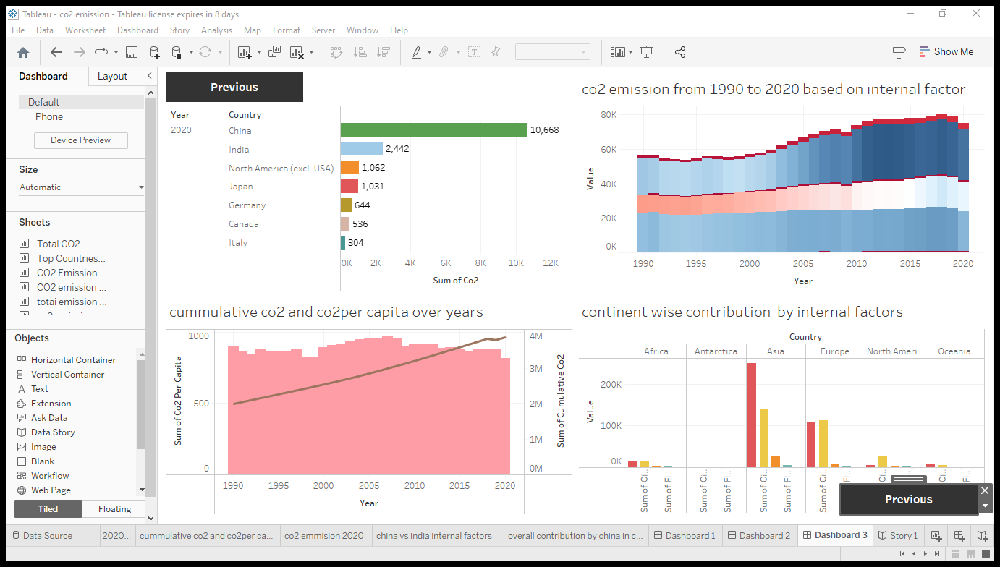 Tableau - co2 emission - Tableau license expires in 8 days
File Data Worksheet Dashboard Story Analysis Map Format Server Window Help
Show Me
Dashboard Layout
Default
Phone
Device Preview
Size
Automatic
Sheets
Total CO2 ...
Top Countries...
CO2 Emission ...
CO2 emission ...
totai emission ...
co2 emission
Objects
Horizontal Container
Vertical Container
Text
Extension
Ask Data
Data Story
Image
Blank
Workflow
Web Page
Tiled Floating
Previous
Year Country
2020 China 10,668
India 2,442
North America (excl. USA) 1,062
Japan 1,031
Germany 644
Canada 536
Italy 304
0K 2K 4K 6K 8K 10K 12K
Sum of Co2
co2 emission from 1990 to 2020 based on internal factor
80K
60K
40K
20K
0K
Value
1990 1995 2000 2005 2010 2015 2020
Year
cummulative co2 and co2per capita over years
1000
500
0
Sum of Co2 Per Capita
4M
3M
2M
1M
0M
Sum of Cumulative Co2
1990 1995 2000 2005 2010 2015 2020
Year
continent wise contribution by internal factors
Country
Africa Antarctica Asia Europe North Ameri.. Oceania
200K
100K
0K
Value
Sum of Oi.. Sum of Fl.. Sum of Oi.. Sum of Fl.. Sum of Oi.. Sum of Fl.. Sum of Oi..
Previous
Data Source 2020... cummulative co2 and co2per ca... co2 emmision 2020 china vs india internal factors overall contribution by china in c... Dashboard 1 Dashboard 2 Dashboard 3 Story 1